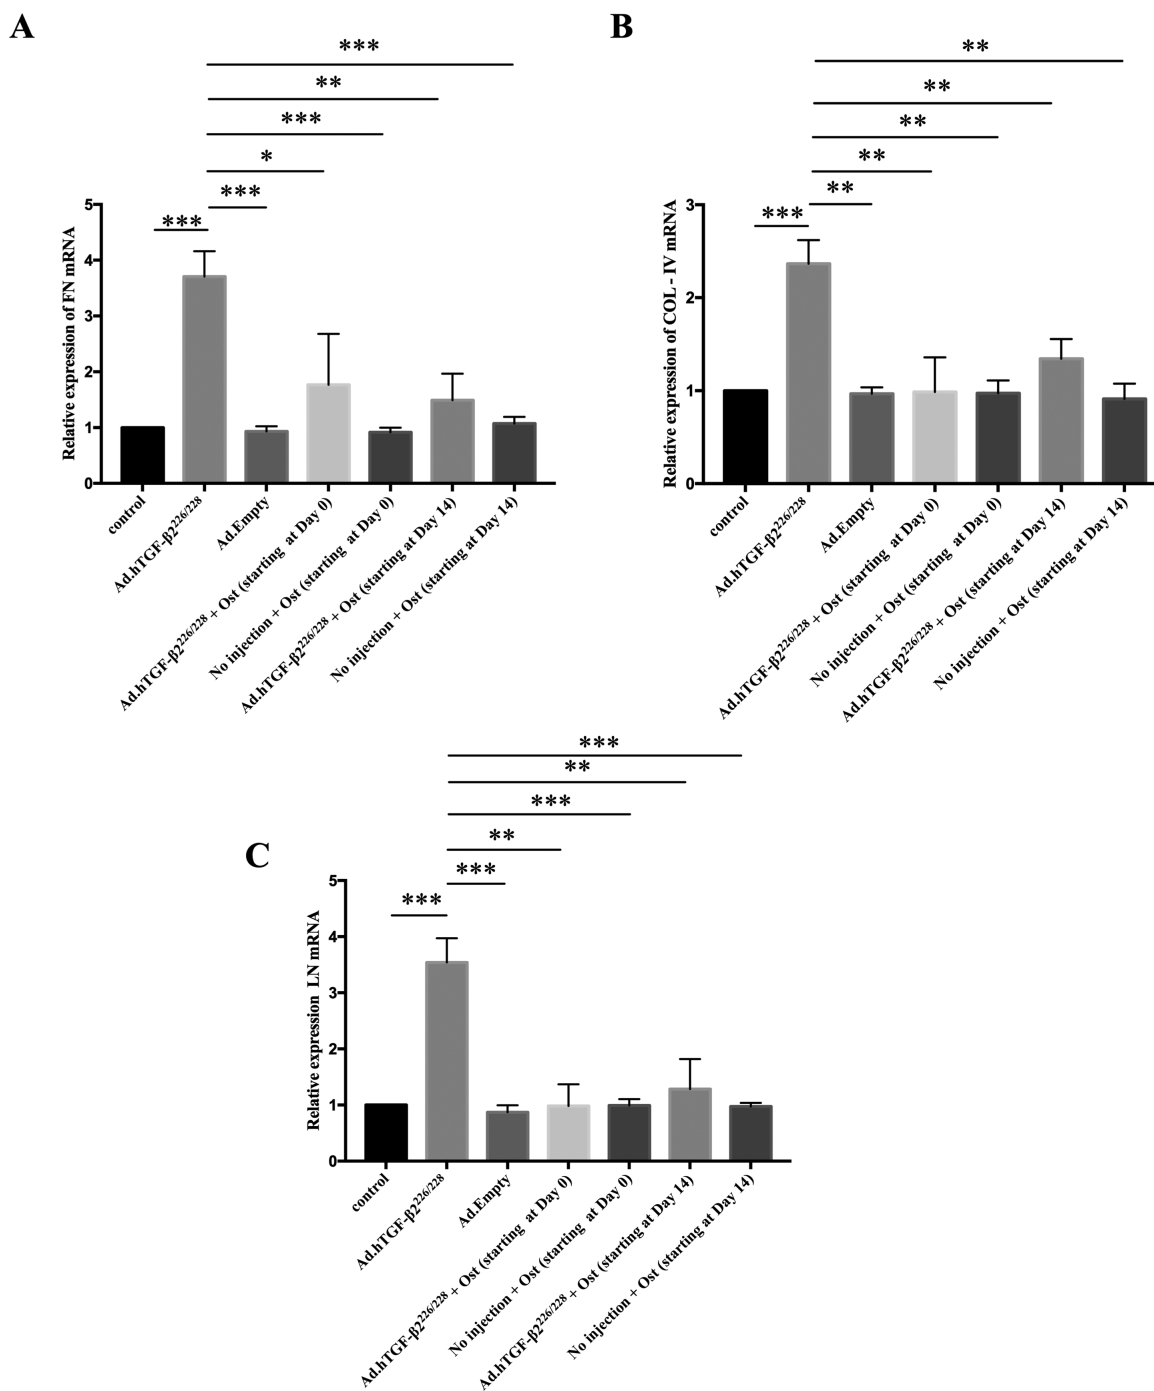 A
***
**
***
*
***
***
Relative expression of FN mRNA
5
4
3
2
1
0
control
Ad.hTGF-β2²²⁶/²²⁸
Ad.Empty
Ad.hTGF-β2²²⁶/²²⁸ + Ost (starting at Day 0)
No injection + Ost (starting at Day 0)
Ad.hTGF-β2²²⁶/²²⁸ + Ost (starting at Day 14)
No injection + Ost (starting at Day 14)
B
**
**
**
**
**
***
Relative expression of COL - IV mRNA
3
2
1
0
control
Ad.hTGF-β2²²⁶/²²⁸
Ad.Empty
Ad.hTGF-β2²²⁶/²²⁸ + Ost (starting at Day 0)
No injection + Ost (starting at Day 0)
Ad.hTGF-β2²²⁶/²²⁸ + Ost (starting at Day 14)
No injection + Ost (starting at Day 14)
C
***
**
***
**
***
***
Relative expression LN mRNA
5
4
3
2
1
0
control
Ad.hTGF-β2²²⁶/²²⁸
Ad.Empty
Ad.hTGF-β2²²⁶/²²⁸ + Ost (starting at Day 0)
No injection + Ost (starting at Day 0)
Ad.hTGF-β2²²⁶/²²⁸ + Ost (starting at Day 14)
No injection + Ost (starting at Day 14)